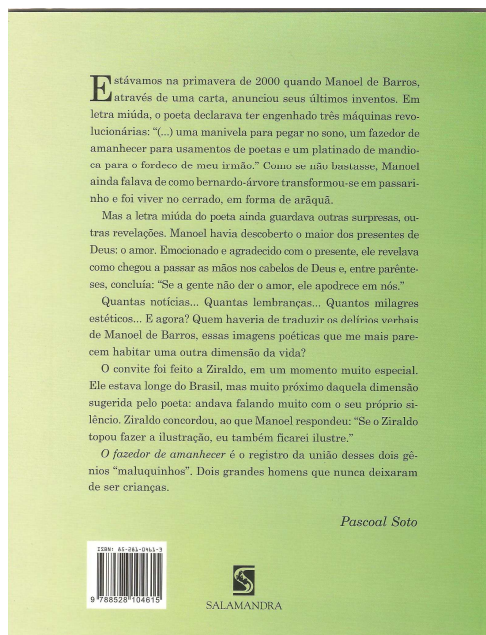 Estávamos na primavera de 2000 quando Manoel de Barros,
através de uma carta, anunciou seus últimos inventos. Em
letra miúda, o poeta declarava ter engenhado três máquinas revo-
lucionárias: “(...) uma manivela para pegar no sono, um fazedor de
amanhecer para usamentos de poetas e um platinado de mandio-
ca para o fordeco de meu irmão.” Como se não bastasse, Manoel
ainda falava de como bernardo-árvore transformou-se em passari-
nho e foi viver no cerrado, em forma de arãquã.
Mas a letra miúda do poeta ainda guardava outras surpresas, ou-
tras revelações. Manoel havia descoberto o maior dos presentes de
Deus: o amor. Emocionado e agradecido com o presente, ele revelava
como chegou a passar as mãos nos cabelos de Deus e, entre parênte-
ses, concluía: “Se a gente não der o amor, ele apodrece em nós.”
Quantas notícias... Quantas lembranças... Quantos milagres
estéticos... E agora? Quem haveria de traduzir os delírios verbais
de Manoel de Barros, essas imagens poéticas que me mais pare-
cem habitar uma outra dimensão da vida?
O convite foi feito a Ziraldo, em um momento muito especial.
Ele estava longe do Brasil, mas muito próximo daquela dimensão
sugerida pelo poeta: andava falando muito com o seu próprio si-
lêncio. Ziraldo concordou, ao que Manoel respondeu: “Se o Ziraldo
topou fazer a ilustração, eu também ficarei ilustre.”
O fazedor de amanhecer é o registro da união desses dois gê-
nios “maluquinhos”. Dois grandes homens que nunca deixaram
de ser crianças.
Pascoal Soto
ISBN: 85-281-0461-3
9 788528 104615
SALAMANDRA